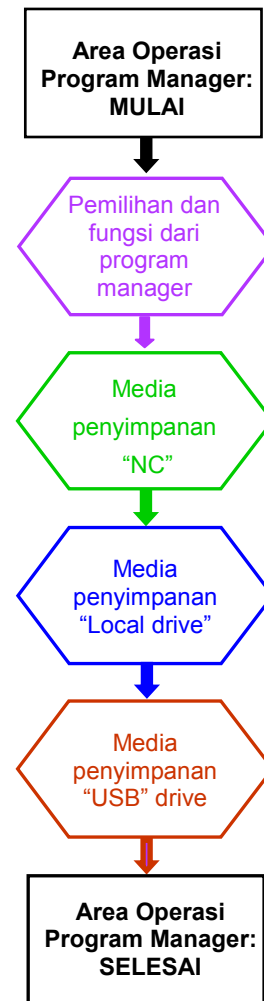 Area Operasi
Program Manager:
MULAI
Pemilihan dan
fungsi dari
program
manager
Media
penyimpanan
“NC”
Media
penyimpanan
“Local drive”
Media
penyimpanan
“USB” drive
Area Operasi
Program Manager:
SELESAI